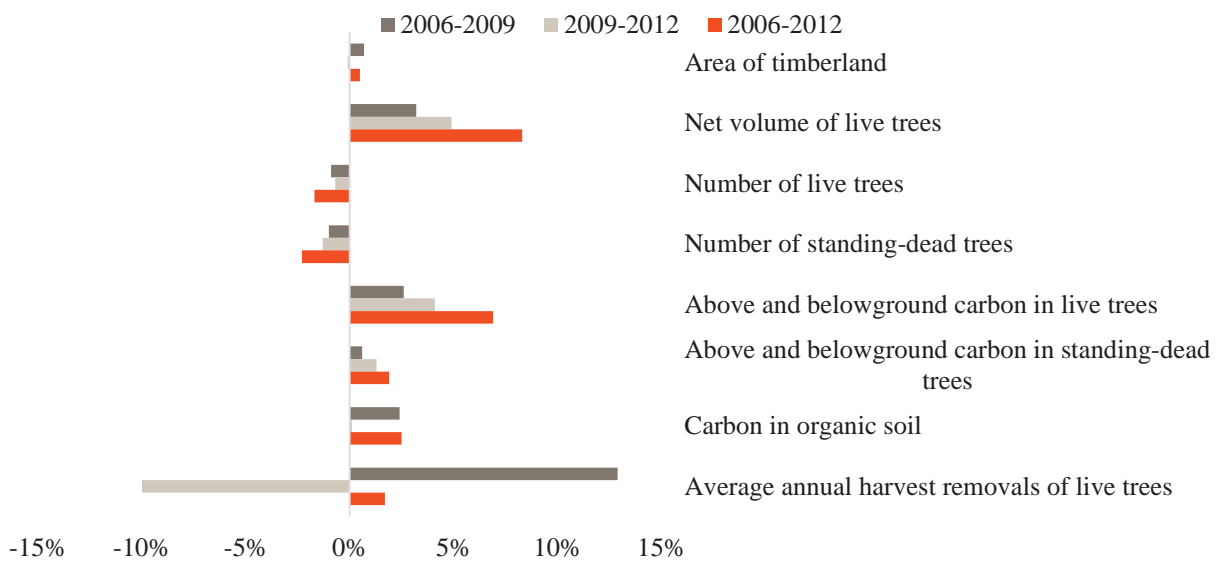 2006-2009 2009-2012 2006-2012
Area of timberland
Net volume of live trees
Number of live trees
Number of standing-dead trees
Above and belowground carbon in live trees
Above and belowground carbon in standing-dead
trees
Carbon in organic soil
Average annual harvest removals of live trees
-15% -10% -5% 0% 5% 10% 15%